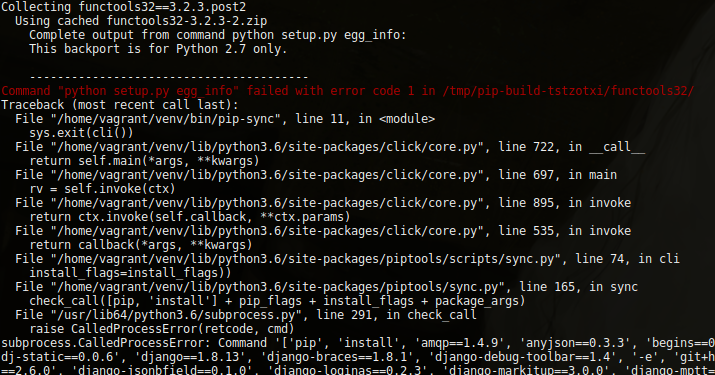 Collecting functools32==3.2.3.post2
Using cached functools32-3.2.3-2.zip
Complete output from command python setup.py egg_info:
This backport is for Python 2.7 only.
----------------------------------------
Command "python setup.py egg_info" failed with error code 1 in /tmp/pip-build-tstzotxi/functools32/
Traceback (most recent call last):
File "/home/vagrant/venv/bin/pip-sync", line 11, in <module>
sys.exit(cli())
File "/home/vagrant/venv/lib/python3.6/site-packages/click/core.py", line 722, in __call__
return self.main(*args, **kwargs)
File "/home/vagrant/venv/lib/python3.6/site-packages/click/core.py", line 697, in main
rv = self.invoke(ctx)
File "/home/vagrant/venv/lib/python3.6/site-packages/click/core.py", line 895, in invoke
return ctx.invoke(self.callback, **ctx.params)
File "/home/vagrant/venv/lib/python3.6/site-packages/click/core.py", line 535, in invoke
return callback(*args, **kwargs)
File "/home/vagrant/venv/lib/python3.6/site-packages/piptools/scripts/sync.py", line 74, in cli
install_flags=install_flags))
File "/home/vagrant/venv/lib/python3.6/site-packages/piptools/sync.py", line 165, in sync
check_call([pip, 'install'] + pip_flags + install_flags + package_args)
File "/usr/lib64/python3.6/subprocess.py", line 291, in check_call
raise CalledProcessError(retcode, cmd)
subprocess.CalledProcessError: Command '['pip', 'install', 'amqp==1.4.9', 'anyjson==0.3.3', 'begins==0
dj-static==0.0.6', 'django==1.8.13', 'django-braces==1.8.1', 'django-debug-toolbar==1.4', '-e', 'git+h
==2.6.0', 'django-jsonbfield==0.1.0', 'django-loginas==0.2.3', 'django-markitup==3.0.0', 'django-mptt=